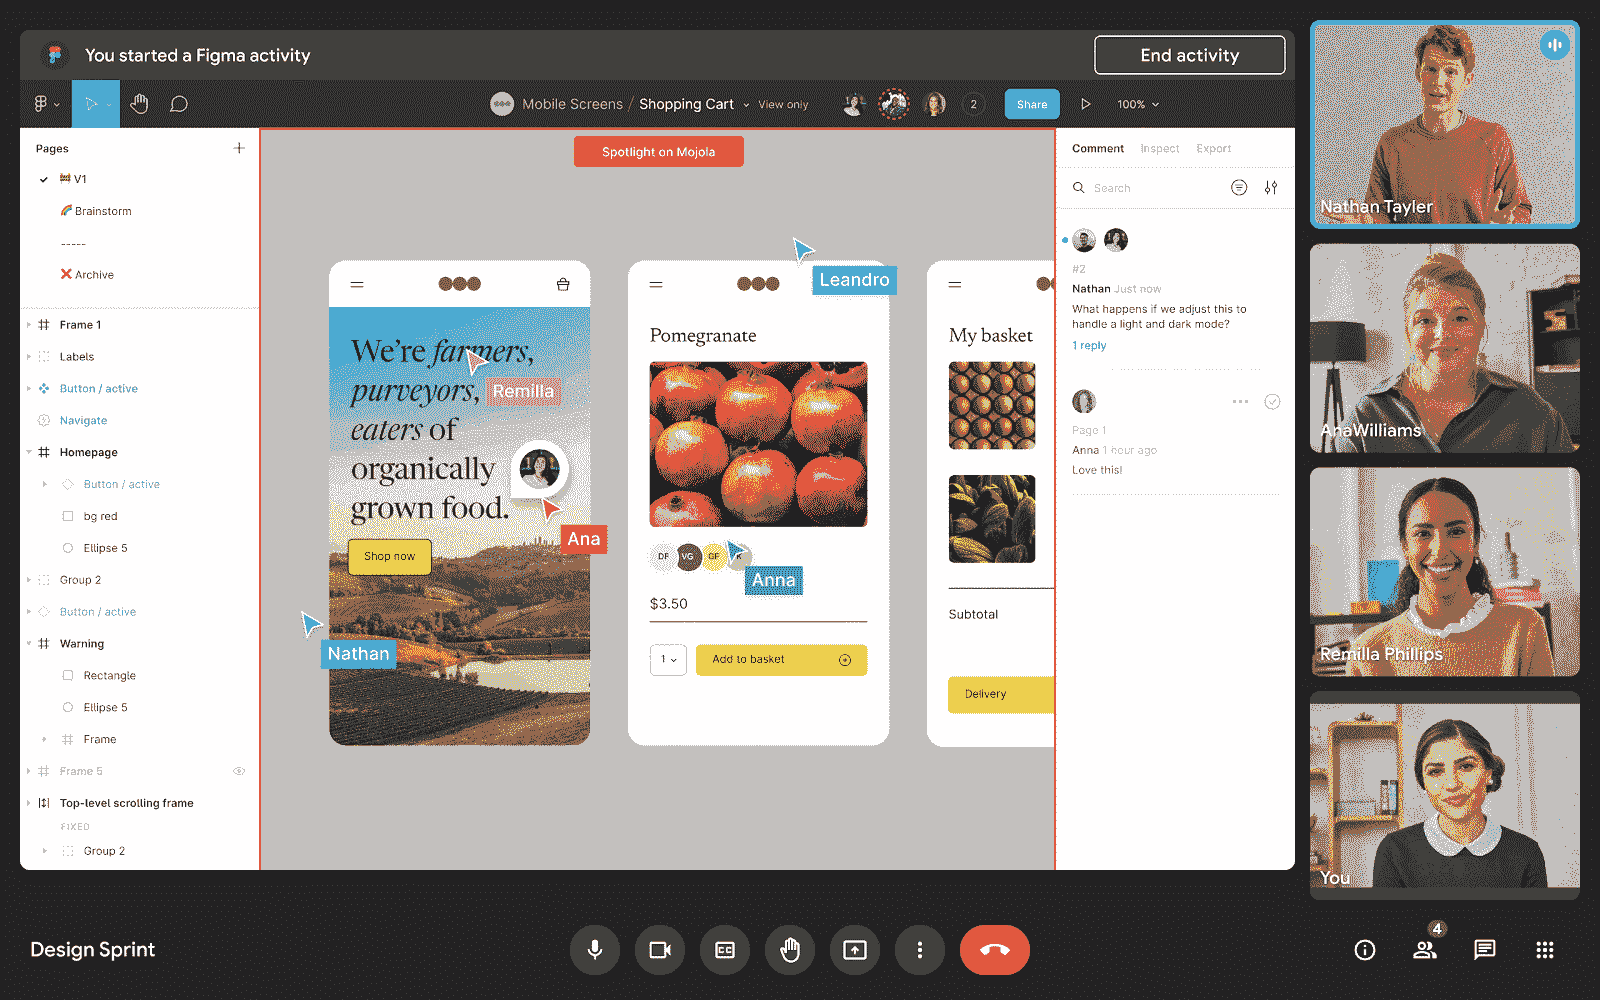 You started a Figma activity
End activity
Mobile Screens / Shopping Cart
View only
2
Share
100%
Pages
V1
Brainstorm
-----
Archive
Frame 1
Labels
Button / active
Navigate
Homepage
Button / active
bg red
Ellipse 5
Group 2
Button / active
Warning
Rectangle
Ellipse 5
Frame
Frame 5
Top-level scrolling frame
FIXED
Group 2
Spotlight on Mojola
We're farmers,
purveyors,
eaters of
organically
grown food.
Shop now
Remilla
Ana
Nathan
Leandro
Pomegranate
DF
VG
GF
K
Anna
$3.50
1
Add to basket
My basket
Subtotal
Delivery
Comment
Inspect
Export
Search
#2
Nathan Just now
What happens if we adjust this to
handle a light and dark mode?
1 reply
Page 1
Anna 1 hour ago
Love this!
Nathan Tayler
AnaWilliams
Remilla Phillips
You
Design Sprint
CC
4